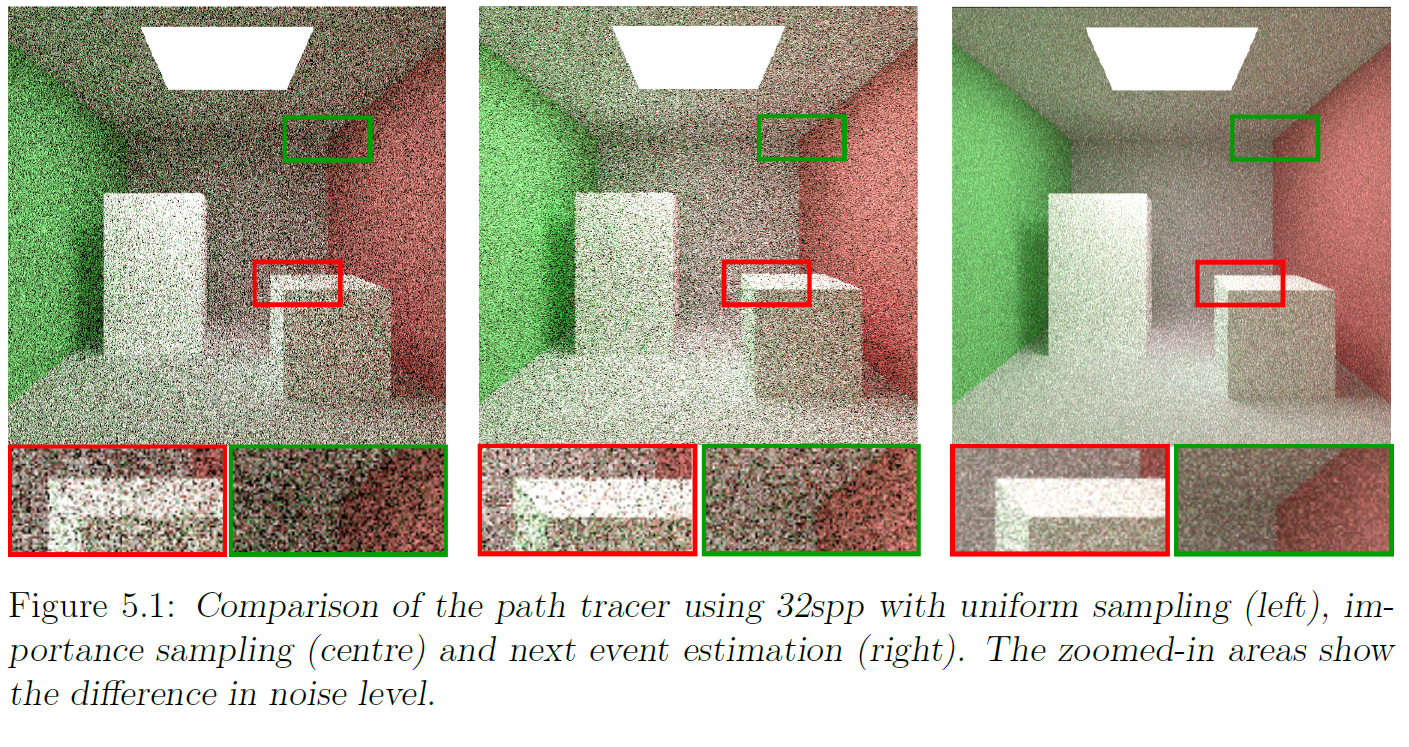 Figure 5.1: Comparison of the path tracer using 32spp with uniform sampling (left), im-
portance sampling (centre) and next event estimation (right). The zoomed-in areas show
the difference in noise level.